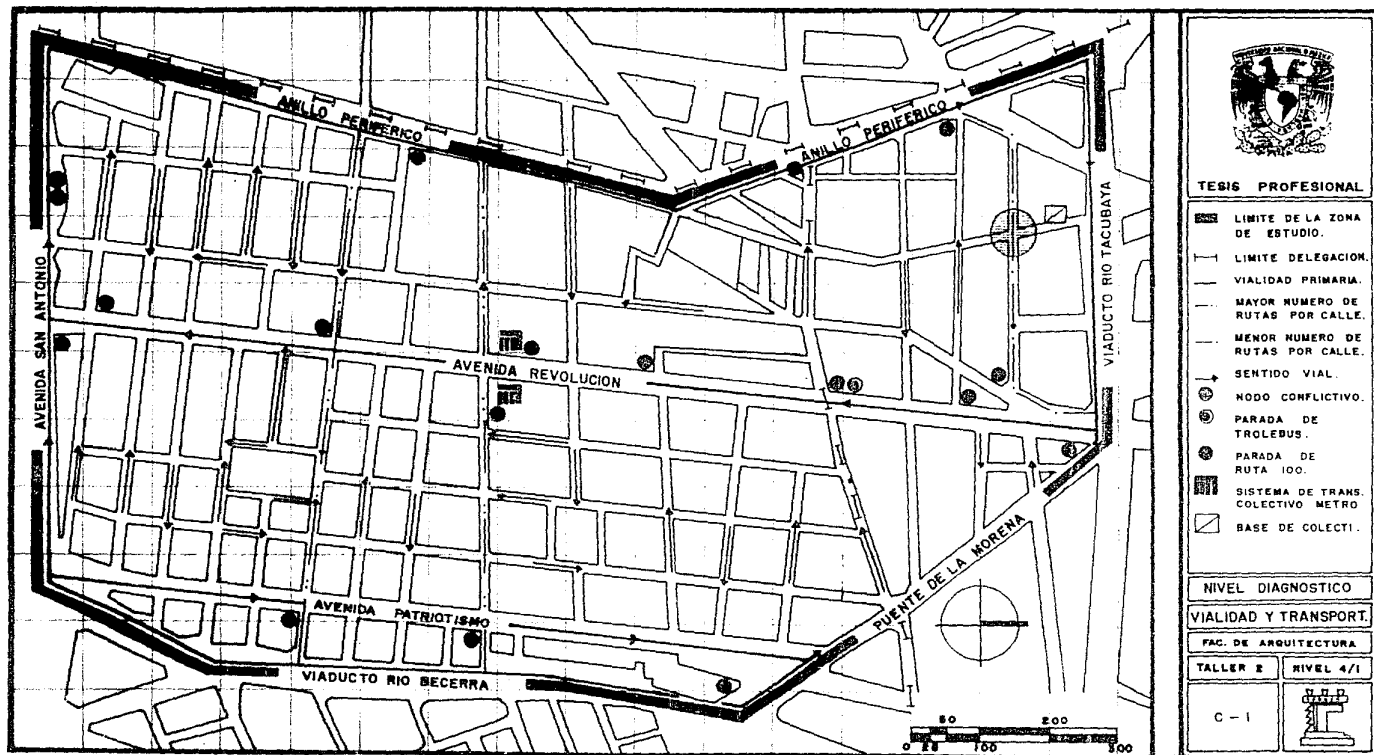 ANILLO PERIFERICO
ANILLO PERIFERICO
AVENIDA SAN ANTONIO
VIADUCTO RIO TACUBAYA
AVENIDA REVOLUCION
AVENIDA PATRIOTISMO
VIADUCTO RIO BECERRA
PUENTE DE LA MORENA
50 200
0 25 100 300
TESIS PROFESIONAL
LIMITE DE LA ZONA
DE ESTUDIO.
LIMITE DELEGACION.
VIALIDAD PRIMARIA.
MAYOR NUMERO DE
RUTAS POR CALLE.
MENOR NUMERO DE
RUTAS POR CALLE.
SENTIDO VIAL.
NODO CONFLICTIVO.
PARADA DE
TROLEBUS.
PARADA DE
RUTA 100.
SISTEMA DE TRANS.
COLECTIVO METRO
BASE DE COLECTI.
NIVEL DIAGNOSTICO
VIALIDAD Y TRANSPORT.
FAC. DE ARQUITECTURA
TALLER 2 NIVEL 4/1
C - 1